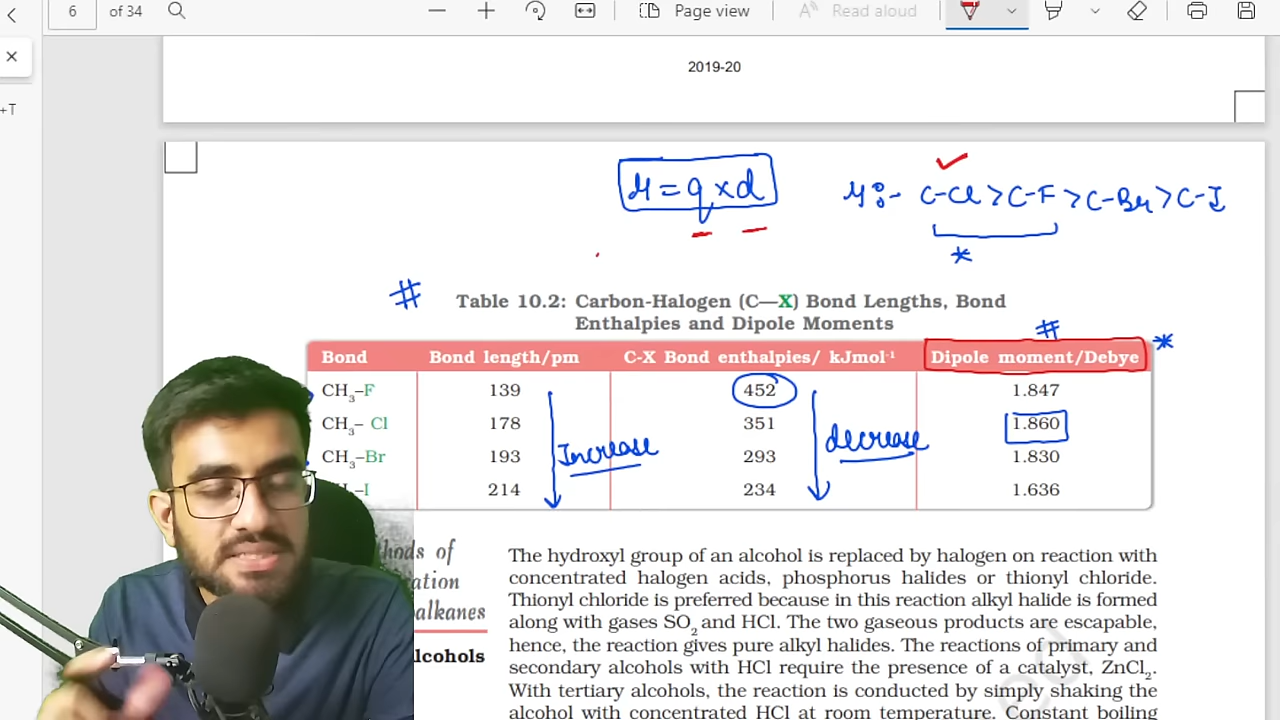 6 of 34 Page view Read aloud
+T
2019-20
μ = q × d
μ:- C-Cl > C-F > C-Br > C-I
*
#
Table 10.2: Carbon-Halogen (C—X) Bond Lengths, Bond
Enthalpies and Dipole Moments
# *
Bond Bond length/pm C-X Bond enthalpies/ kJmol-1 Dipole moment/Debye
CH3–F 139 452 1.847
CH3– Cl 178 351 1.860
Increase decrease
CH3–Br 193 293 1.830
–I 214 234 1.636
of
The hydroxyl group of an alcohol is replaced by halogen on reaction with
concentrated halogen acids, phosphorus halides or thionyl chloride.
Thionyl chloride is preferred because in this reaction alkyl halide is formed
along with gases SO2 and HCl. The two gaseous products are escapable,
hence, the reaction gives pure alkyl halides. The reactions of primary and
secondary alcohols with HCl require the presence of a catalyst, ZnCl2.
With tertiary alcohols, the reaction is conducted by simply shaking the
alcohol with concentrated HCl at room temperature. Constant boiling